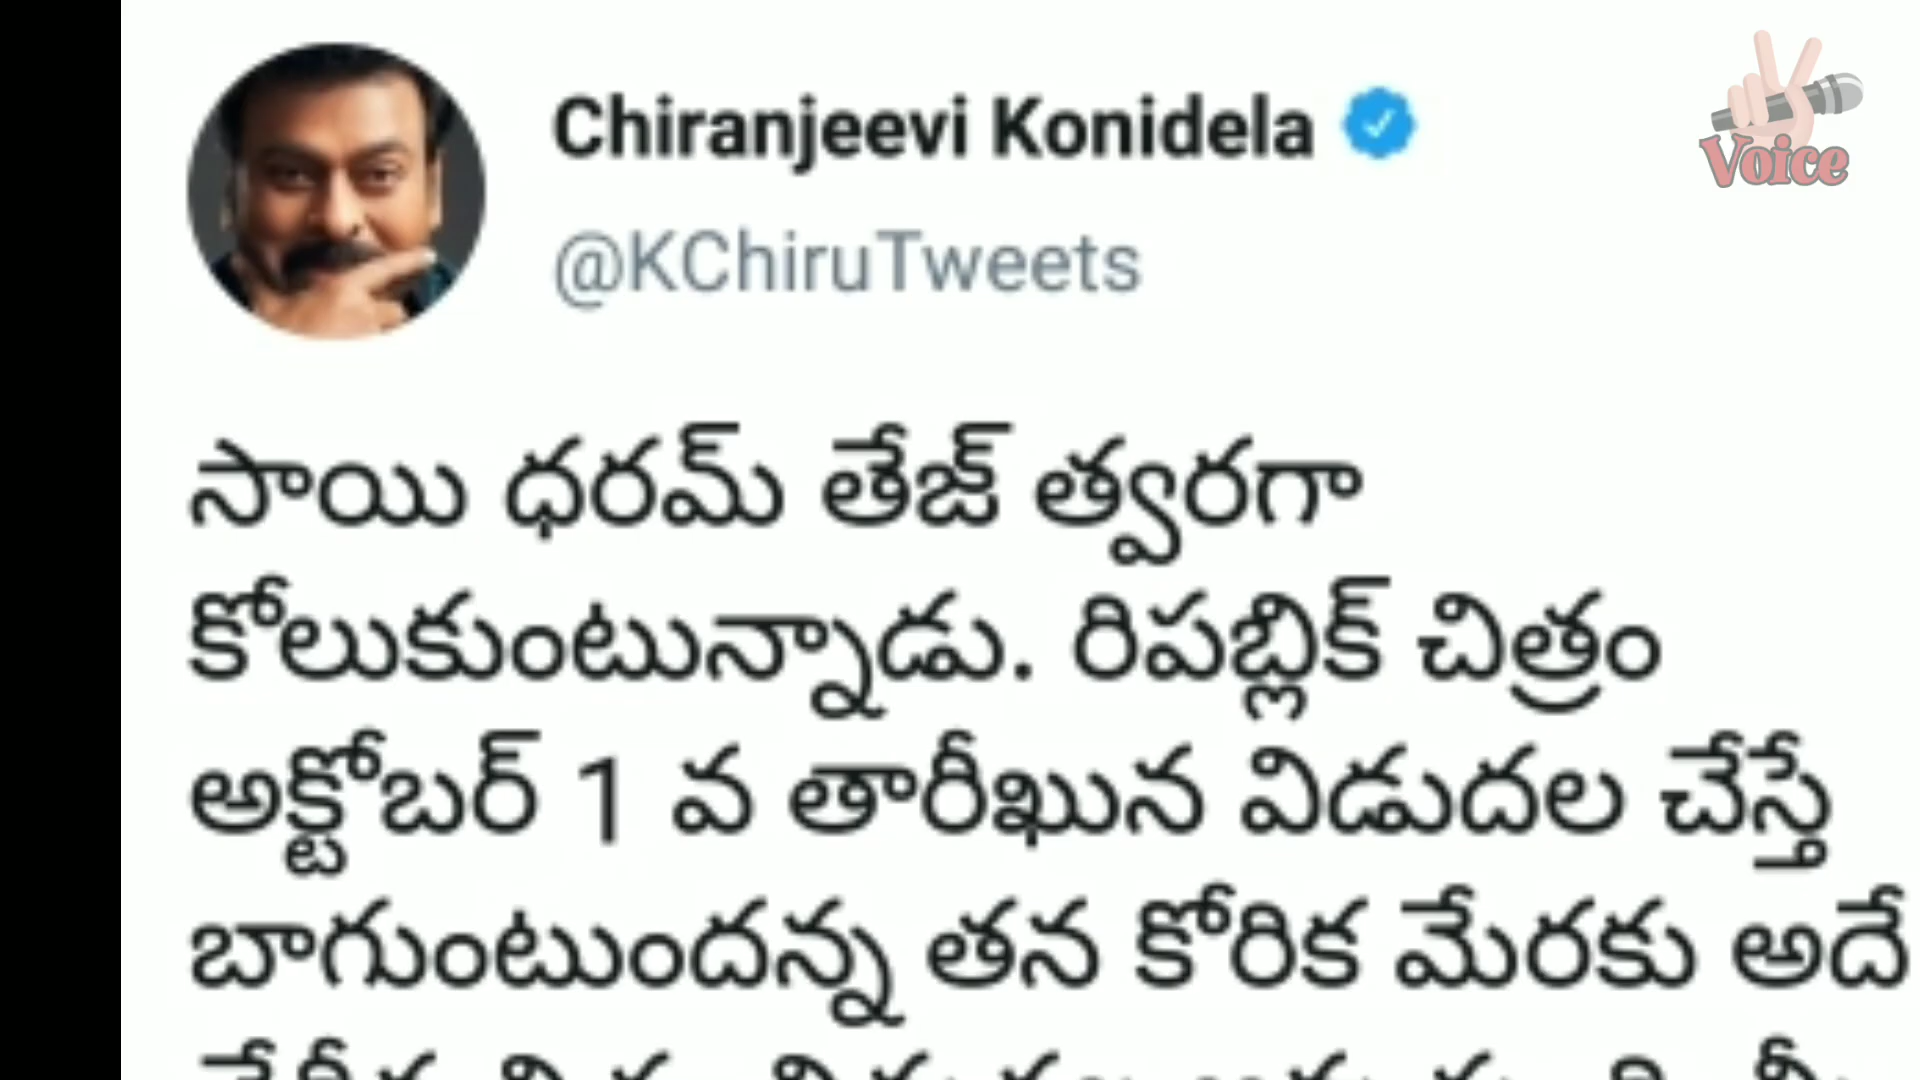 Chiranjeevi Konidela
@KChiruTweets
Voice
సాయి ధరమ్ తేజ్ త్వరగా
కోలుకుంటున్నాడు. రిపబ్లిక్ చిత్రం
అక్టోబర్ 1 వ తారీఖున విడుదల చేస్తే
బాగుంటుందన్న తన కోరిక మేరకు అదే